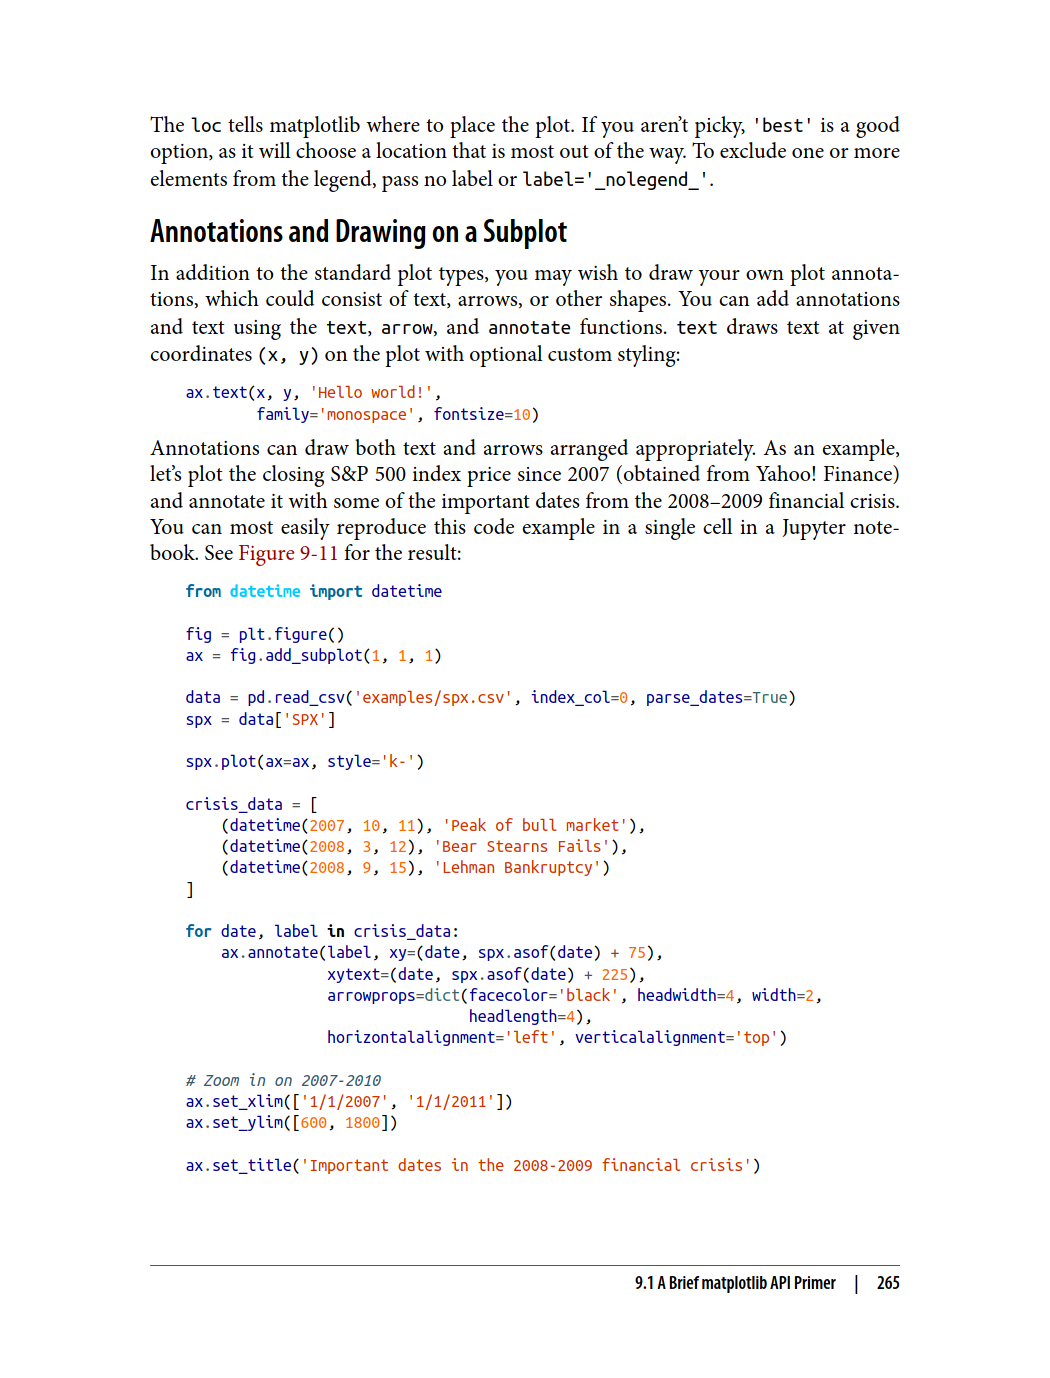 The loc tells matplotlib where to place the plot. If you aren’t picky, 'best' is a good
option, as it will choose a location that is most out of the way. To exclude one or more
elements from the legend, pass no label or label='_nolegend_'.
Annotations and Drawing on a Subplot
In addition to the standard plot types, you may wish to draw your own plot annota-
tions, which could consist of text, arrows, or other shapes. You can add annotations
and text using the text, arrow, and annotate functions. text draws text at given
coordinates (x, y) on the plot with optional custom styling:
ax.text(x, y, 'Hello world!',
        family='monospace', fontsize=10)
Annotations can draw both text and arrows arranged appropriately. As an example,
let’s plot the closing S&P 500 index price since 2007 (obtained from Yahoo! Finance)
and annotate it with some of the important dates from the 2008–2009 financial crisis.
You can most easily reproduce this code example in a single cell in a Jupyter note-
book. See Figure 9-11 for the result:
from datetime import datetime
fig = plt.figure()
ax = fig.add_subplot(1, 1, 1)
data = pd.read_csv('examples/spx.csv', index_col=0, parse_dates=True)
spx = data['SPX']
spx.plot(ax=ax, style='k-')
crisis_data = [
    (datetime(2007, 10, 11), 'Peak of bull market'),
    (datetime(2008, 3, 12), 'Bear Stearns Fails'),
    (datetime(2008, 9, 15), 'Lehman Bankruptcy')
]
for date, label in crisis_data:
    ax.annotate(label, xy=(date, spx.asof(date) + 75),
                xytext=(date, spx.asof(date) + 225),
                arrowprops=dict(facecolor='black', headwidth=4, width=2,
                                headlength=4),
                horizontalalignment='left', verticalalignment='top')
# Zoom in on 2007-2010
ax.set_xlim(['1/1/2007', '1/1/2011'])
ax.set_ylim([600, 1800])
ax.set_title('Important dates in the 2008-2009 financial crisis')
9.1 A Brief matplotlib API Primer | 265